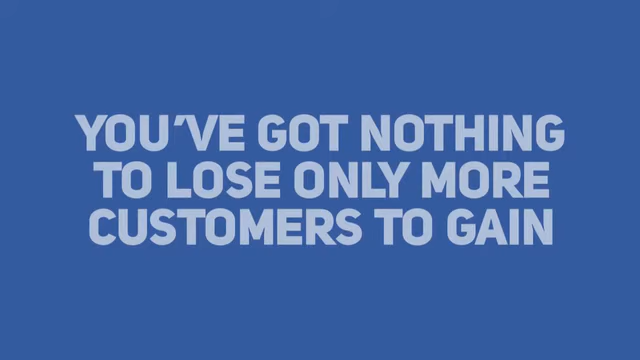 YOU'VE GOT NOTHING
TO LOSE ONLY MORE
CUSTOMERS TO GAIN